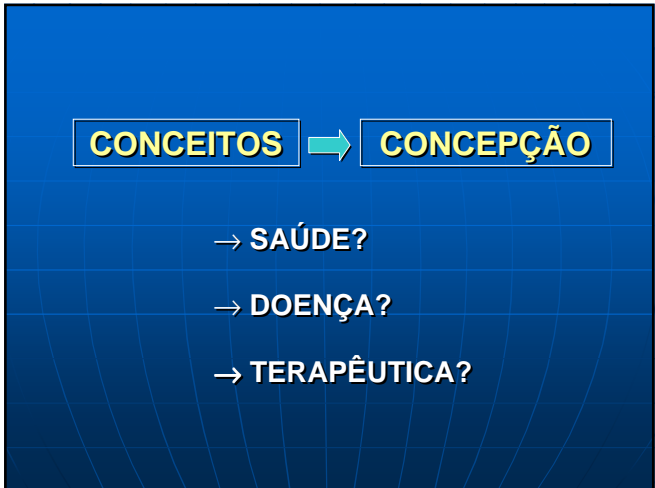 CONCEITOS CONCEPÇÃO
→ SAÚDE?
→ DOENÇA?
→ TERAPÊUTICA?